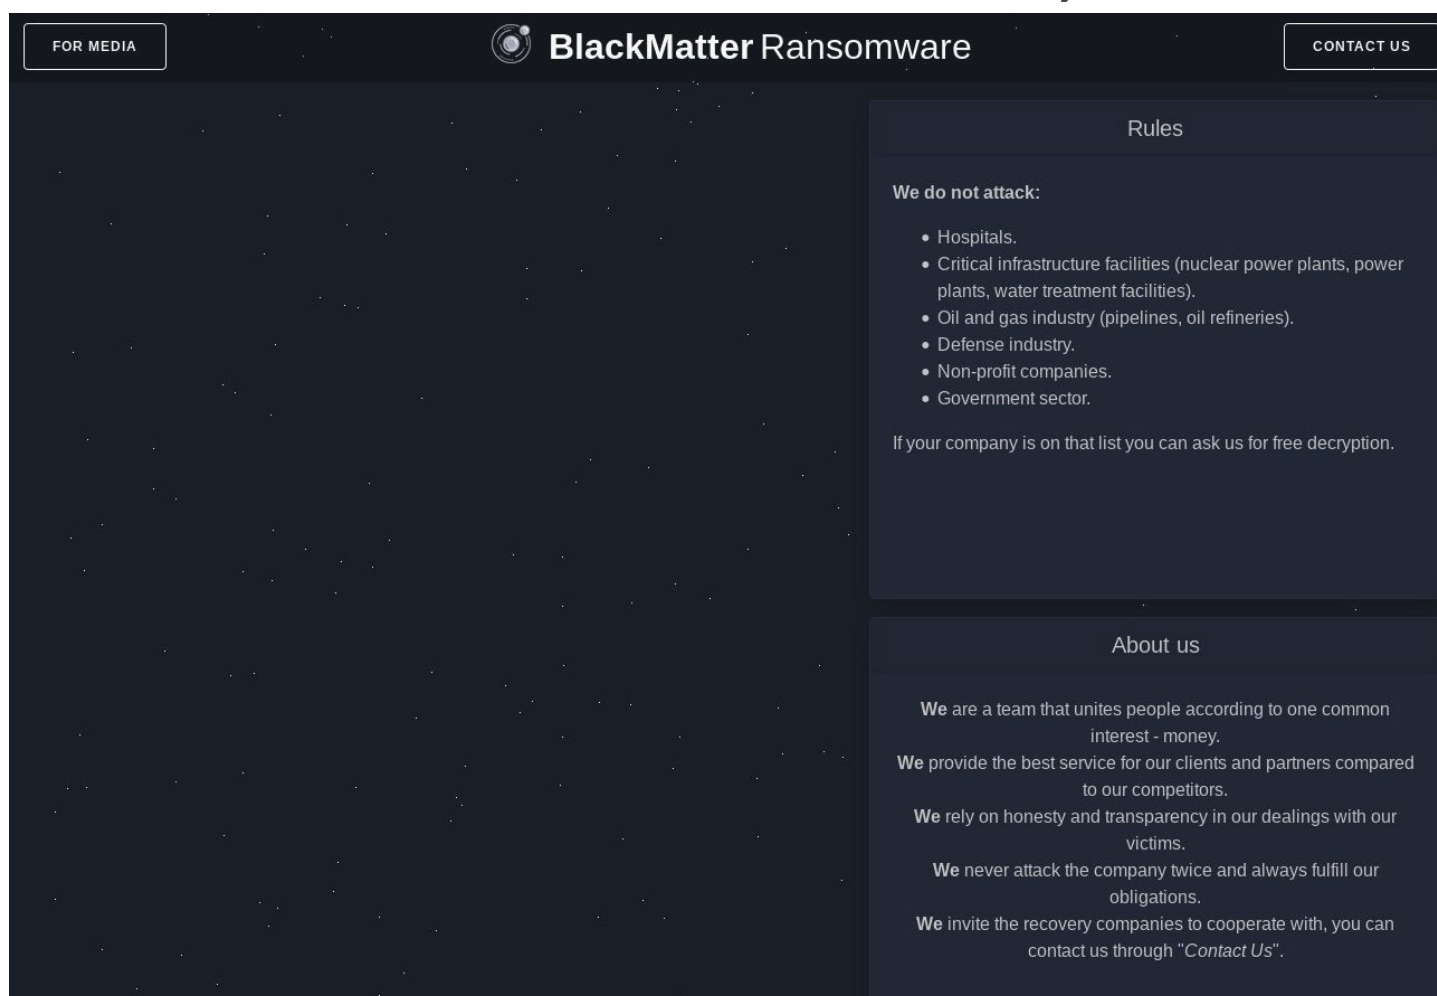 FOR MEDIA
BlackMatter Ransomware
CONTACT US
Rules
We do not attack:
• Hospitals.
• Critical infrastructure facilities (nuclear power plants, power
plants, water treatment facilities).
• Oil and gas industry (pipelines, oil refineries).
• Defense industry.
• Non-profit companies.
• Government sector.
If your company is on that list you can ask us for free decryption.
About us
We are a team that unites people according to one common
interest - money.
We provide the best service for our clients and partners compared
to our competitors.
We rely on honesty and transparency in our dealings with our
victims.
We never attack the company twice and always fulfill our
obligations.
We invite the recovery companies to cooperate with, you can
contact us through "Contact Us".